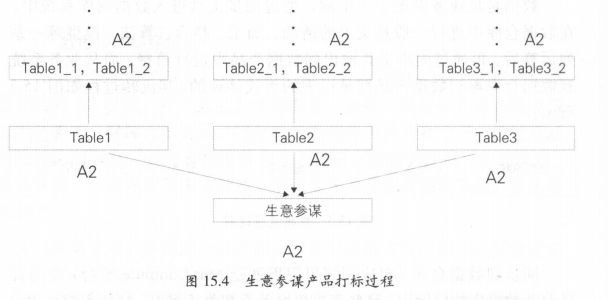 A2 A2 A2
Table1_1，Table1_2 Table2_1，Table2_2 Table3_1，Table3_2
Table1 Table2 Table3
A2 A2 A2
生意参谋
A2
图 15.4 生意参谋产品打标过程